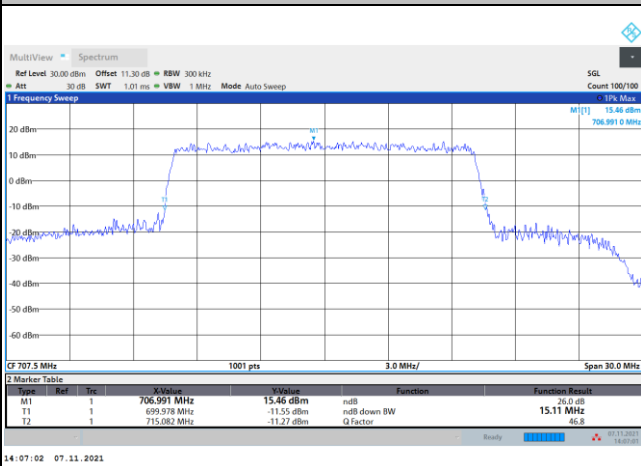 MultiView Spectrum
Ref Level 30.00 dBm Offset 11.30 dB RBW 300 kHz SGL
Att 30 dB SWT 1.01 ms VBW 1 MHz Mode Auto Sweep Count 100/100
1 Frequency Sweep 1Pk Max
M1[1] 15.46 dBm
706.991 0 MHz
M1
20 dBm
10 dBm
0 dBm
T1 T2
-10 dBm
-20 dBm
-30 dBm
-50 dBm
-60 dBm
CF 707.5 MHz 1001 pts 3.0 MHz/ Span 30.0 MHz
2 Marker Table
Type Ref Trc X-Value Y-Value Function Function Result
M1 1 706.991 MHz 15.46 dBm ndB 26.0 dB
T1 1 699.978 MHz -11.55 dBm ndB down BW 15.11 MHz
T2 1 715.082 MHz -11.27 dBm Q Factor 46.8
Ready 07.11.2021
14:07:01
14:07:02 07.11.2021